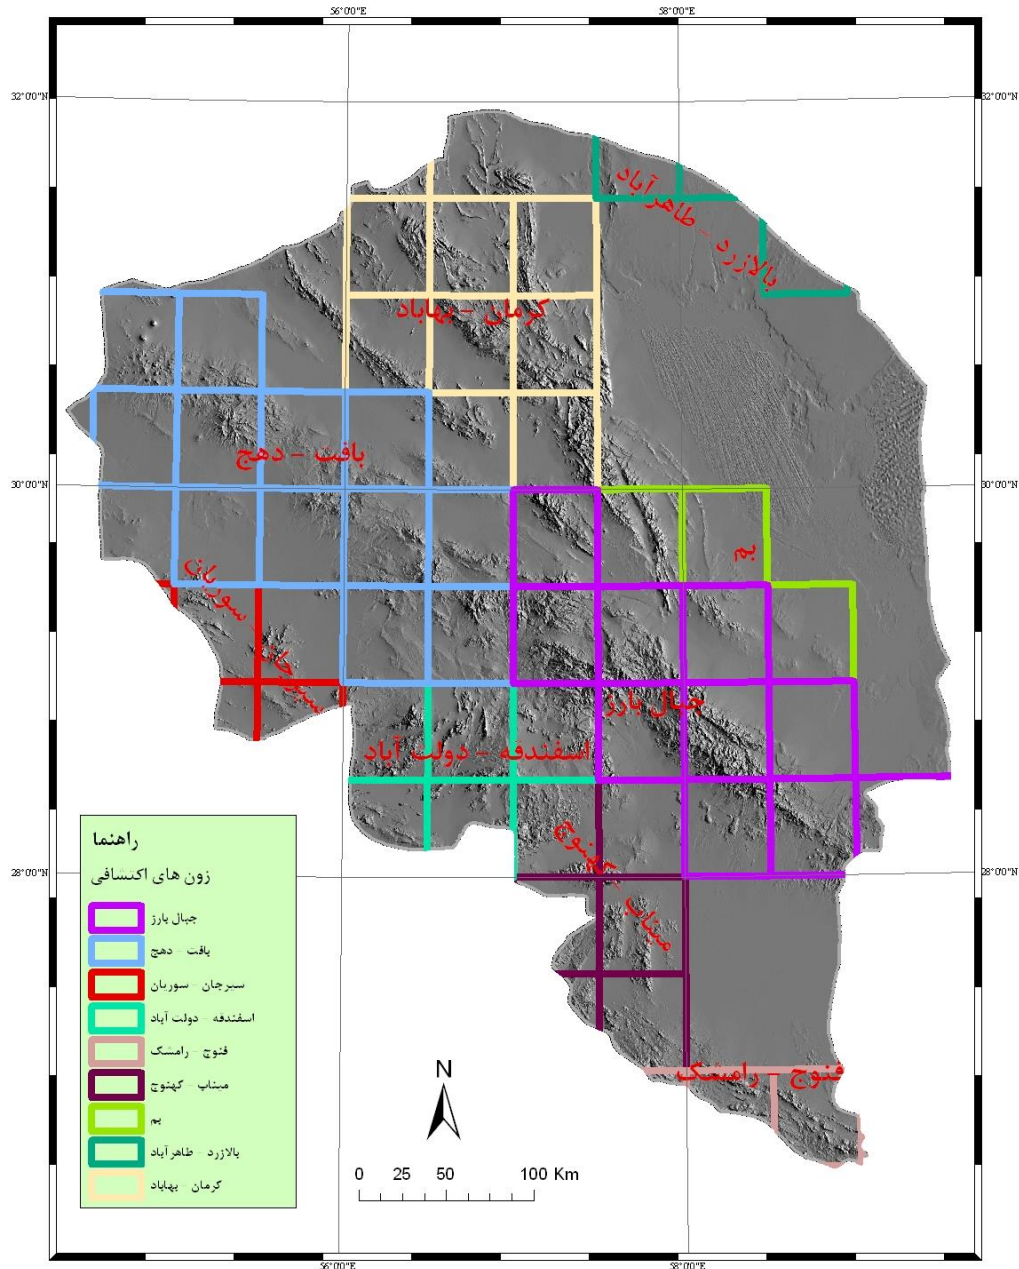 56°0'0"E
58°0'0"E
32°0'0"N
32°0'0"N
بالازرد - طاهرآباد
کرمان - بهاباد
بافت - دهج
30°0'0"N
30°0'0"N
بم
سیرجان - سوریان
جبال بارز
اسفندقه - دولت آباد
28°0'0"N
28°0'0"N
میناب - کهنوج
فنوج - رامشک
راهنما
زون های اکتشافی
جبال بارز
بافت - دهج
سیرجان - سوریان
اسفندقه - دولت آباد
فنوج - رامشک
میناب - کهنوج
بم
بالازرد - طاهرآباد
کرمان - بهاباد
N
0 25 50 100 Km
56°0'0"E
58°0'0"E